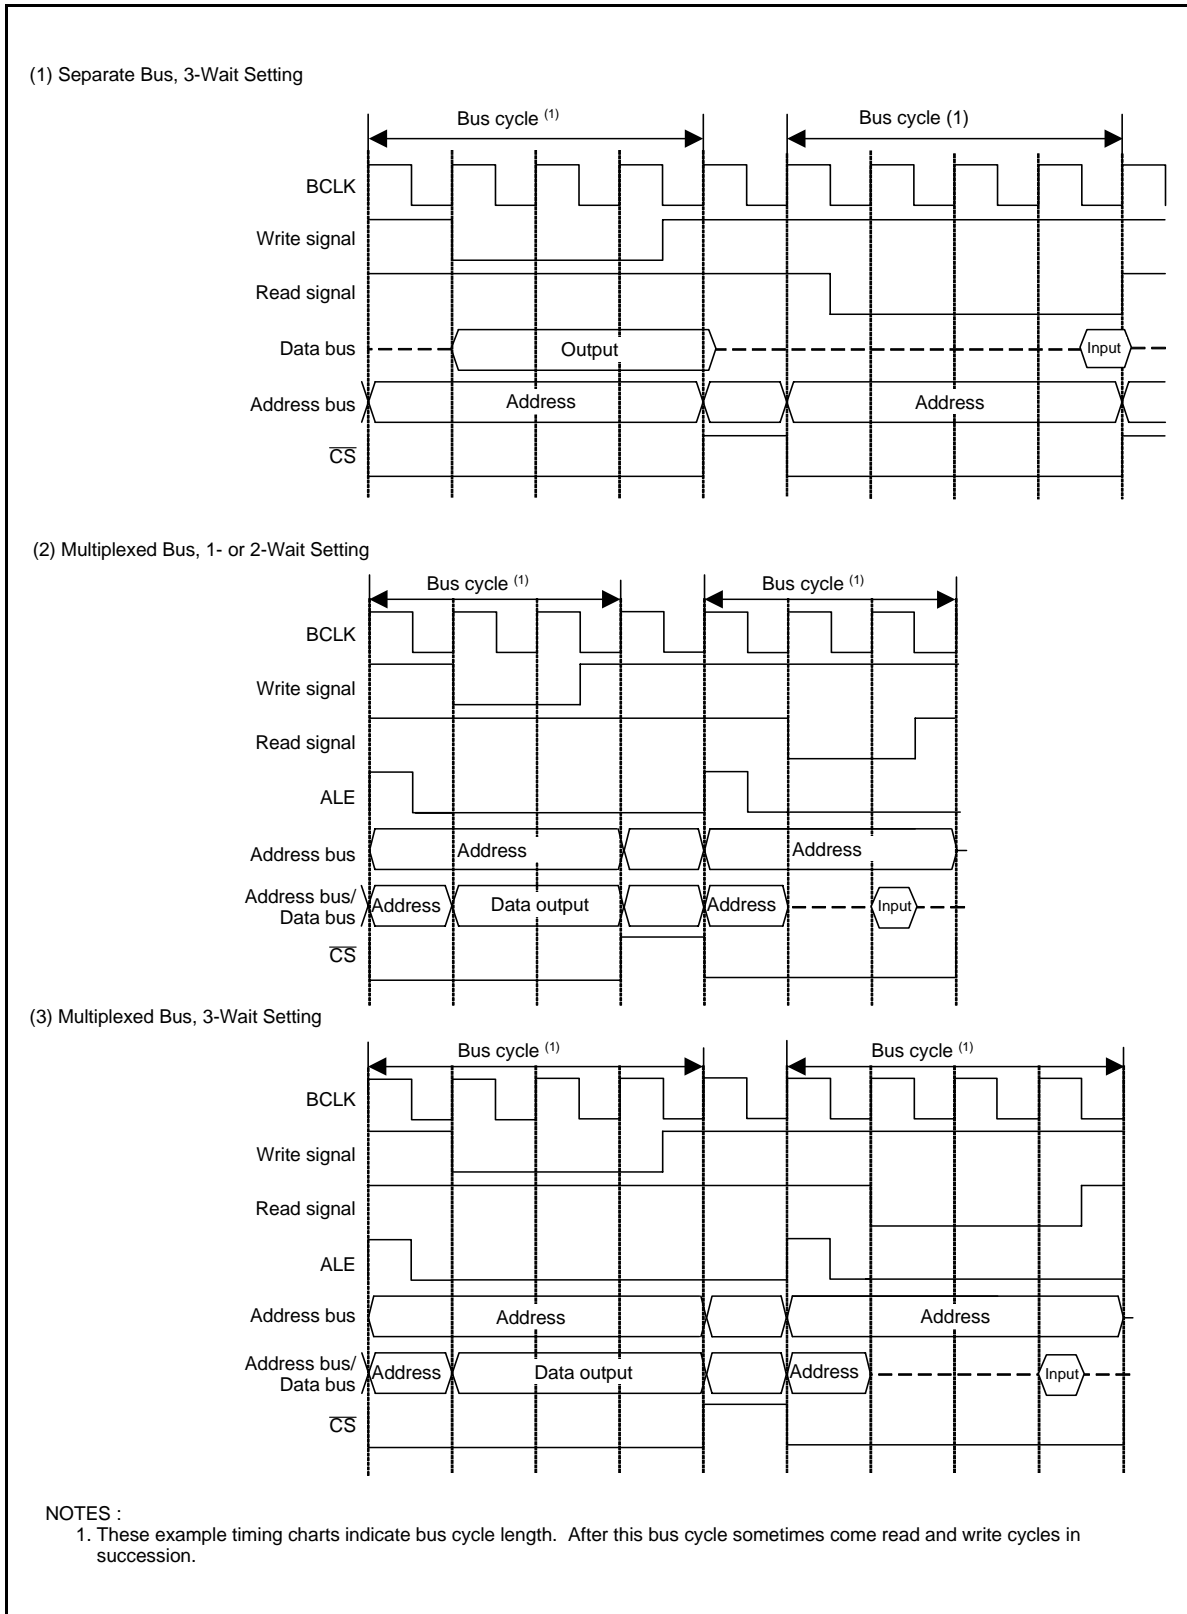 (1) Separate Bus, 3-Wait Setting
Bus cycle (1)
Bus cycle (1)
BCLK
Write signal
Read signal
Data bus
Output
Input
Address bus
Address
Address
CS
(2) Multiplexed Bus, 1- or 2-Wait Setting
Bus cycle (1)
Bus cycle (1)
BCLK
Write signal
Read signal
ALE
Address bus
Address
Address
Address bus/
Data bus
Address
Data output
Address
Input
CS
(3) Multiplexed Bus, 3-Wait Setting
Bus cycle (1)
Bus cycle (1)
BCLK
Write signal
Read signal
ALE
Address bus
Address
Address
Address bus/
Data bus
Address
Data output
Address
Input
CS
NOTES :
1. These example timing charts indicate bus cycle length. After this bus cycle sometimes come read and write cycles in
succession.